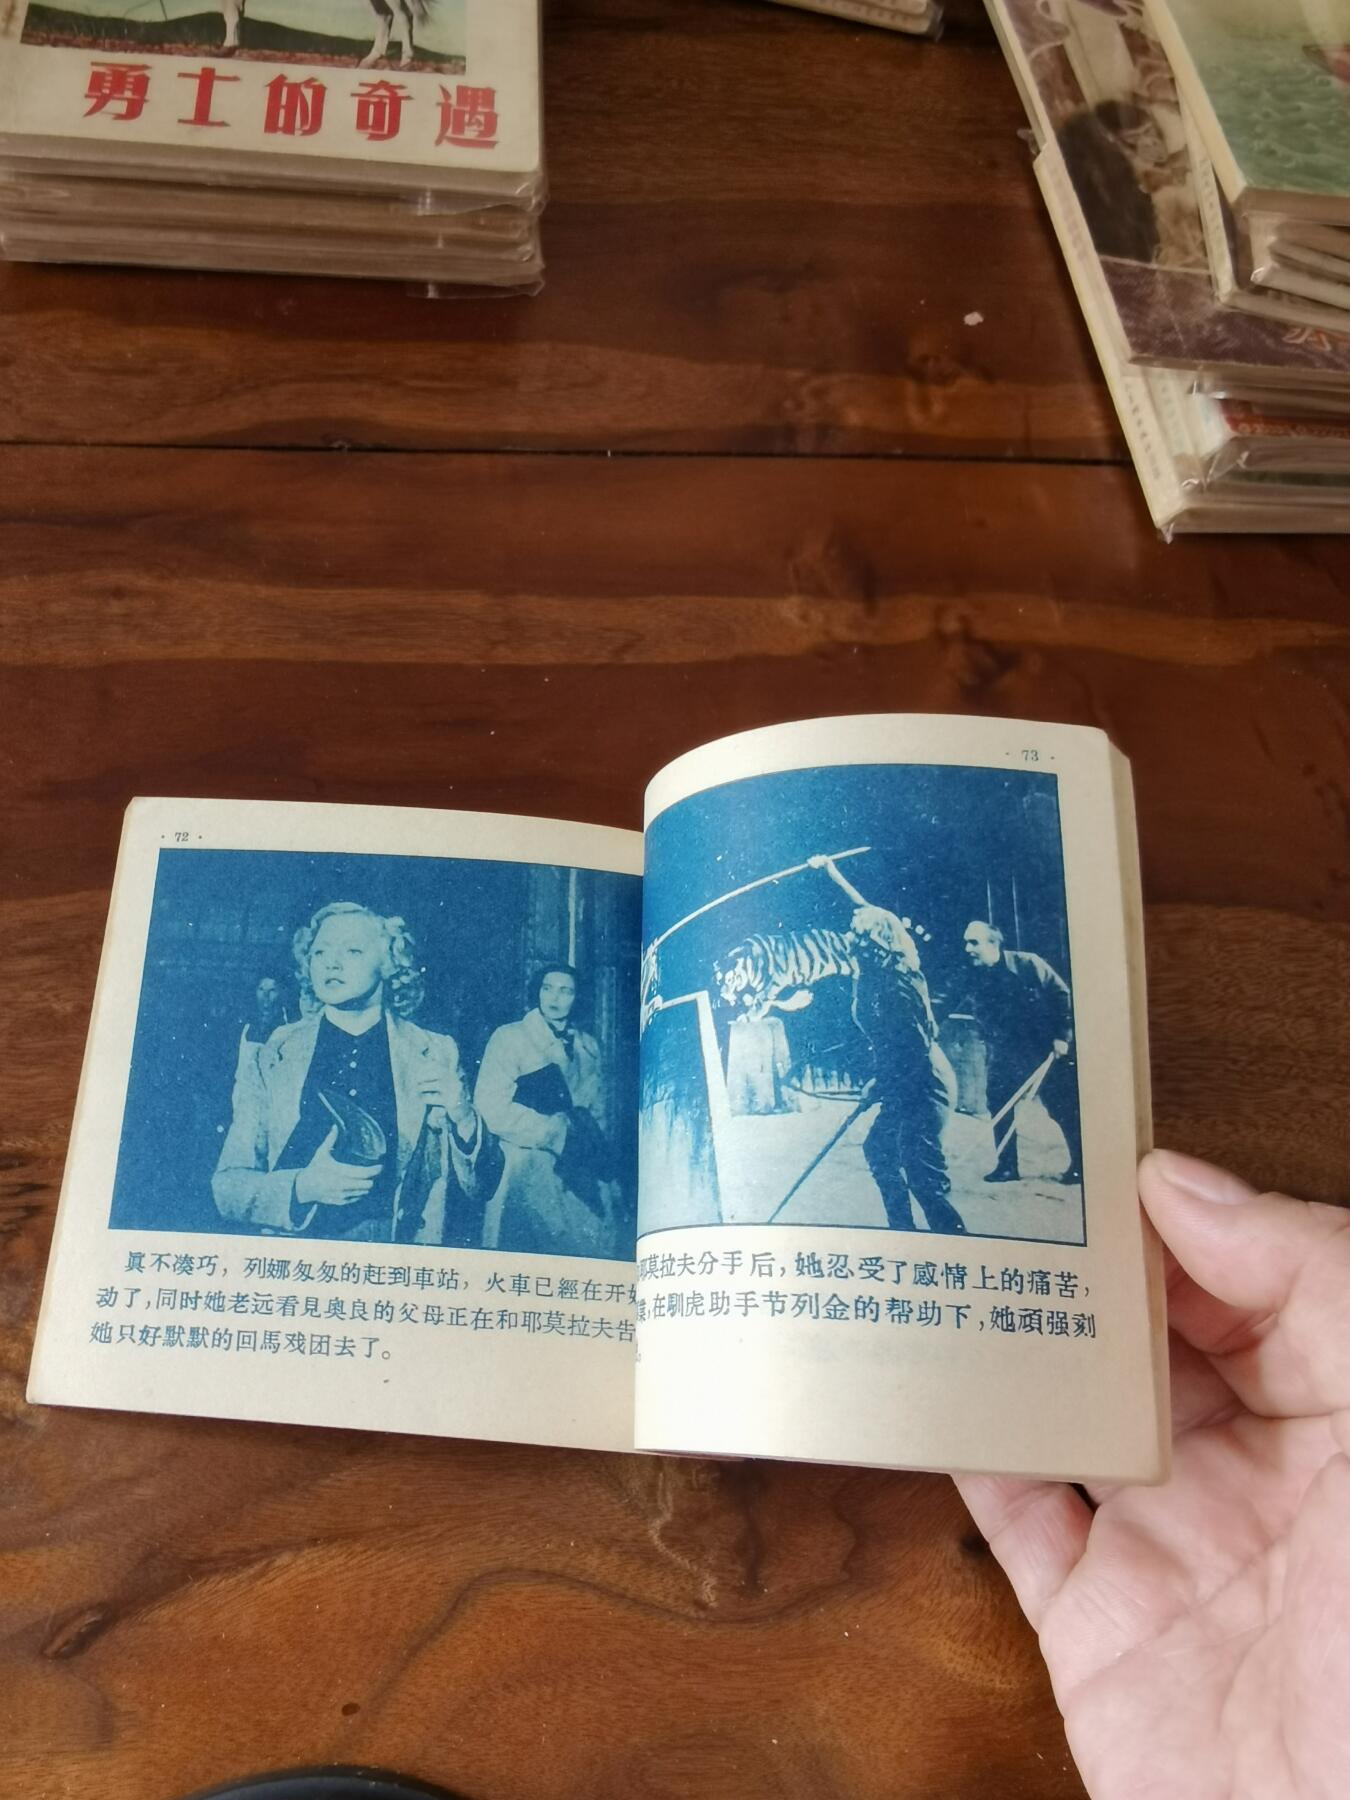 勇士的奇遇
· 72 ·
真不凑巧，列娜匆匆的赶到車站，火車已經在开
动了，同时她老远看見奥良的父母正在和耶莫拉夫告
她只好默默的回馬戏团去了。
· 73 ·
耶莫拉夫分手后，她忍受了感情上的痛苦，
在馴虎助手节列金的帮助下，她頑强刻